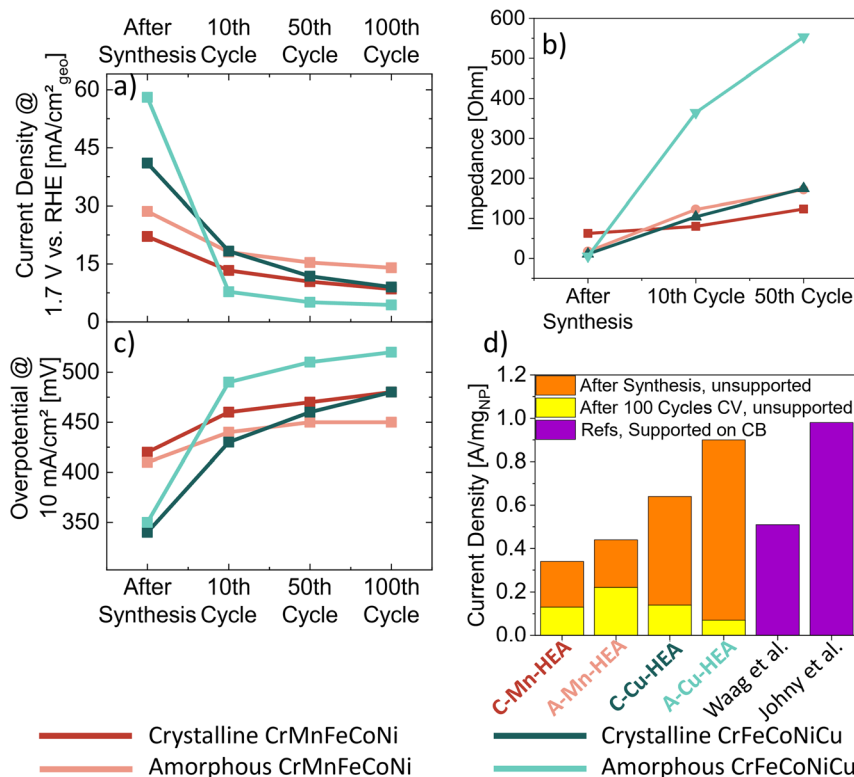 After 10th 50th 100th
Synthesis Cycle Cycle Cycle
a)
Current Density @
1.7 V vs. RHE [mA/cm²geo]
60
45
30
15
0
b)
Impedance [Ohm]
600
500
400
300
200
100
0
After 10th Cycle 50th Cycle
Synthesis
c)
Overpotential @
10 mA/cm² [mV]
500
450
400
350
After 10th 50th 100th
Synthesis Cycle Cycle Cycle
d)
Current Density [A/mgNP]
1.2
1.0
0.8
0.6
0.4
0.2
0.0
After Synthesis, unsupported
After 100 Cycles CV, unsupported
Refs, Supported on CB
C-Mn-HEA
A-Mn-HEA
C-Cu-HEA
A-Cu-HEA
Waag et al.
Johny et al.
Crystalline CrMnFeCoNi
Amorphous CrMnFeCoNi
Crystalline CrFeCoNiCu
Amorphous CrFeCoNiCu